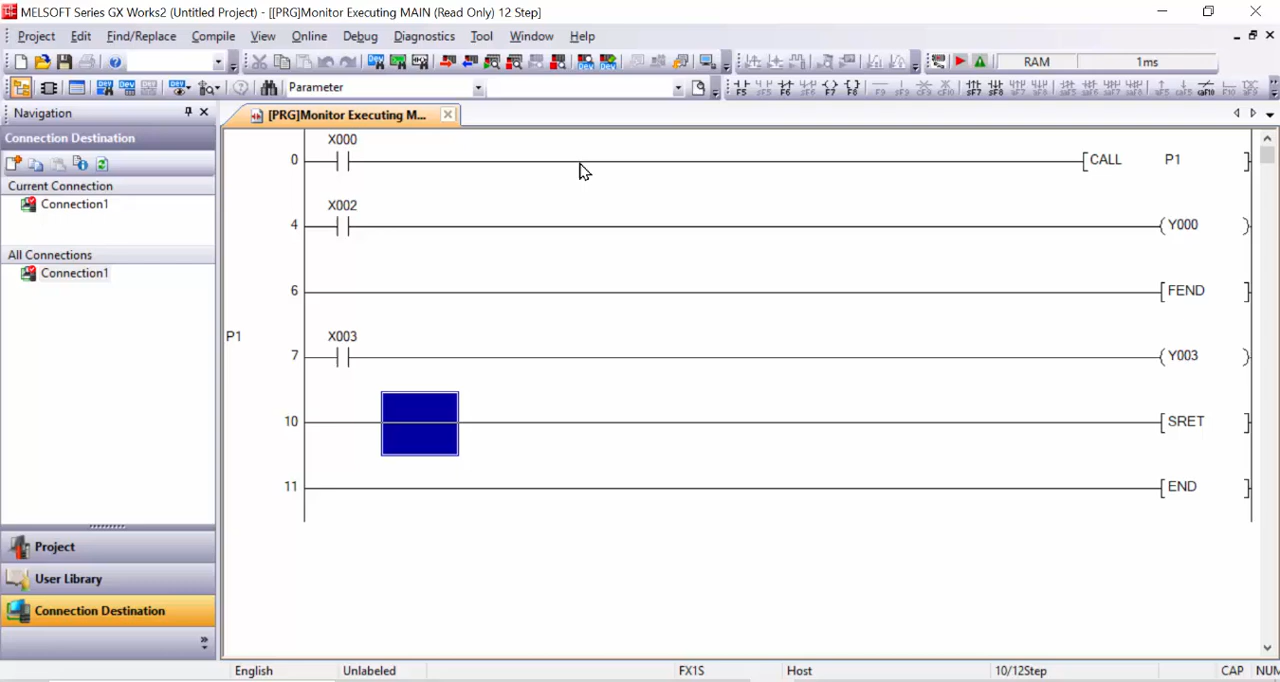 MELSOFT Series GX Works2 (Untitled Project) - [[PRG]Monitor Executing MAIN (Read Only) 12 Step]
Project Edit Find/Replace Compile View Online Debug Diagnostics Tool Window Help
RAM 1ms
Parameter
Navigation
[PRG]Monitor Executing M...
Connection Destination
Current Connection
Connection1
All Connections
Connection1
Project
User Library
Connection Destination
X000
0 CALL P1
X002
4 Y000
6 FEND
P1 X003
7 Y003
10 SRET
11 END
English Unlabeled FX1S Host 10/12Step CAP NUM